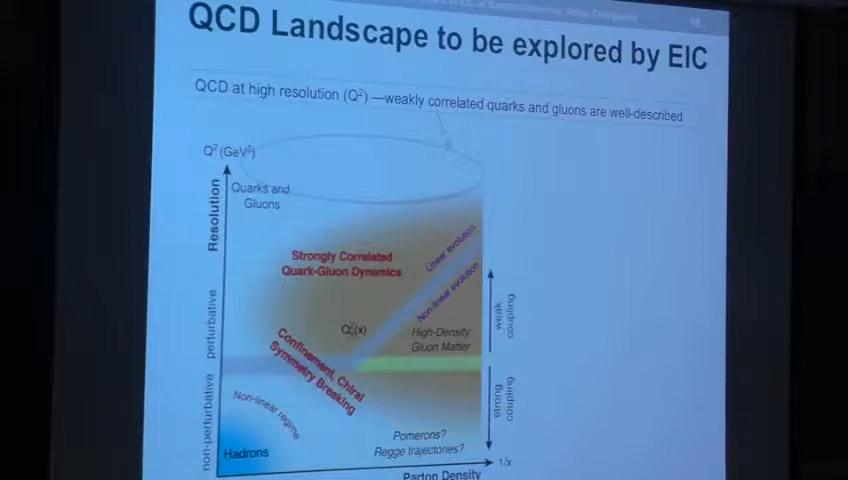 QCD Landscape to be explored by EIC
QCD at high resolution (Q²) —weakly correlated quarks and gluons are well-described
Q² (GeV²)
Resolution
Quarks and
Gluons
Strongly Correlated
Quark-Gluon Dynamics
Linear evolution
Non-linear evolution
Q²ₛ(x)
High-Density
Gluon Matter
weak
coupling
perturbative
Confinement, Chiral
Symmetry Breaking
strong
coupling
non-perturbative
Non-linear regime
Hadrons
Pomerons?
Regge trajectories?
1/x
Parton Density